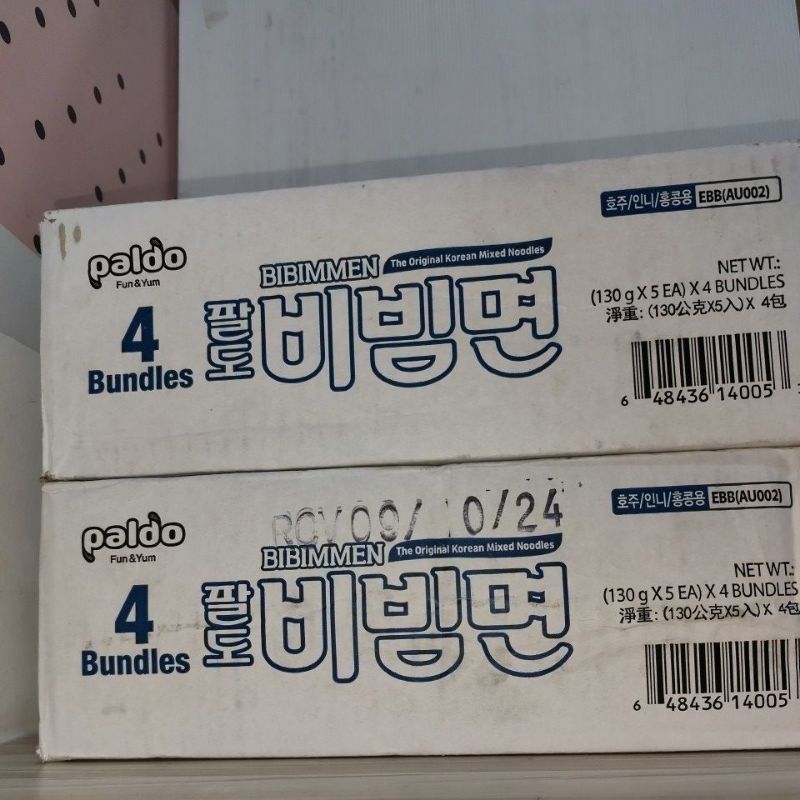 호주/인니/홍콩용 EBB(AU002)
paldo
Fun & Yum
BIBIMMEN The Original Korean Mixed Noodles
팔도 비빔면
4
Bundles
NET WT.:
(130 g X 5 EA) X 4 BUNDLES
淨重: (130公克X5入) X 4包
6 48436 14005
RCV 09/ 0/24
호주/인니/홍콩용 EBB(AU002)
paldo
Fun & Yum
BIBIMMEN The Original Korean Mixed Noodles
팔도 비빔면
4
Bundles
NET WT.:
(130 g X 5 EA) X 4 BUNDLES
淨重: (130公克X5入) X 4包
6 48436 14005